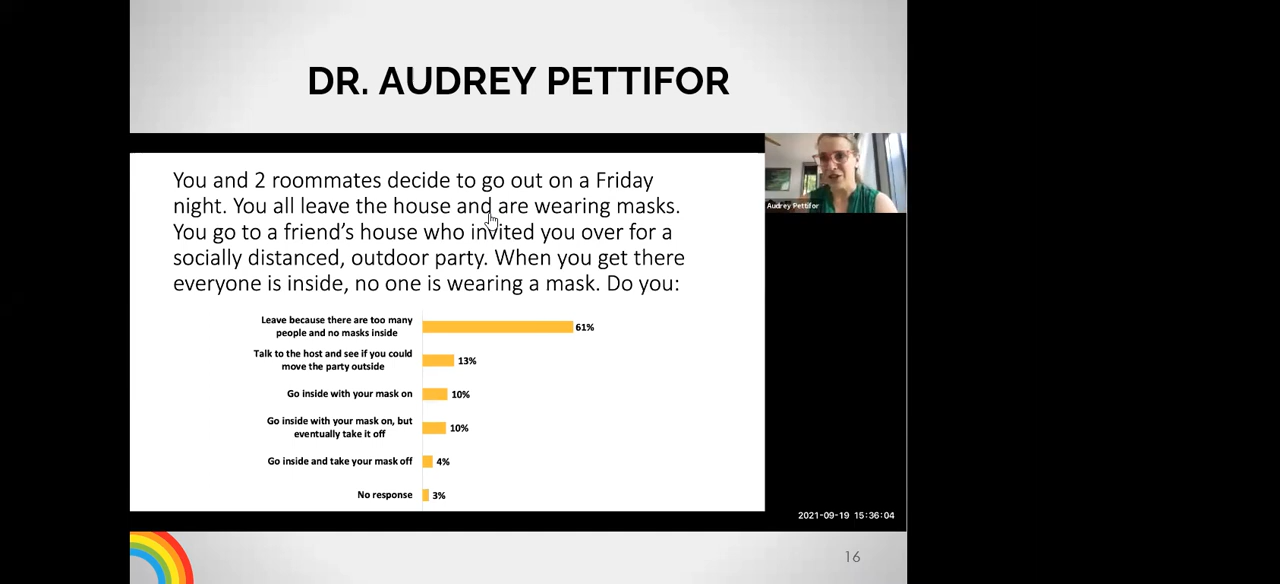 DR. AUDREY PETTIFOR
You and 2 roommates decide to go out on a Friday
night. You all leave the house and are wearing masks.
You go to a friend's house who invited you over for a
socially distanced, outdoor party. When you get there
everyone is inside, no one is wearing a mask. Do you:
Leave because there are too many
people and no masks inside
61%
Talk to the host and see if you could
move the party outside
13%
Go inside with your mask on
10%
Go inside with your mask on, but
eventually take it off
10%
Go inside and take your mask off
4%
No response
3%
Audrey Pettifor
2021-09-19 15:36:04
16